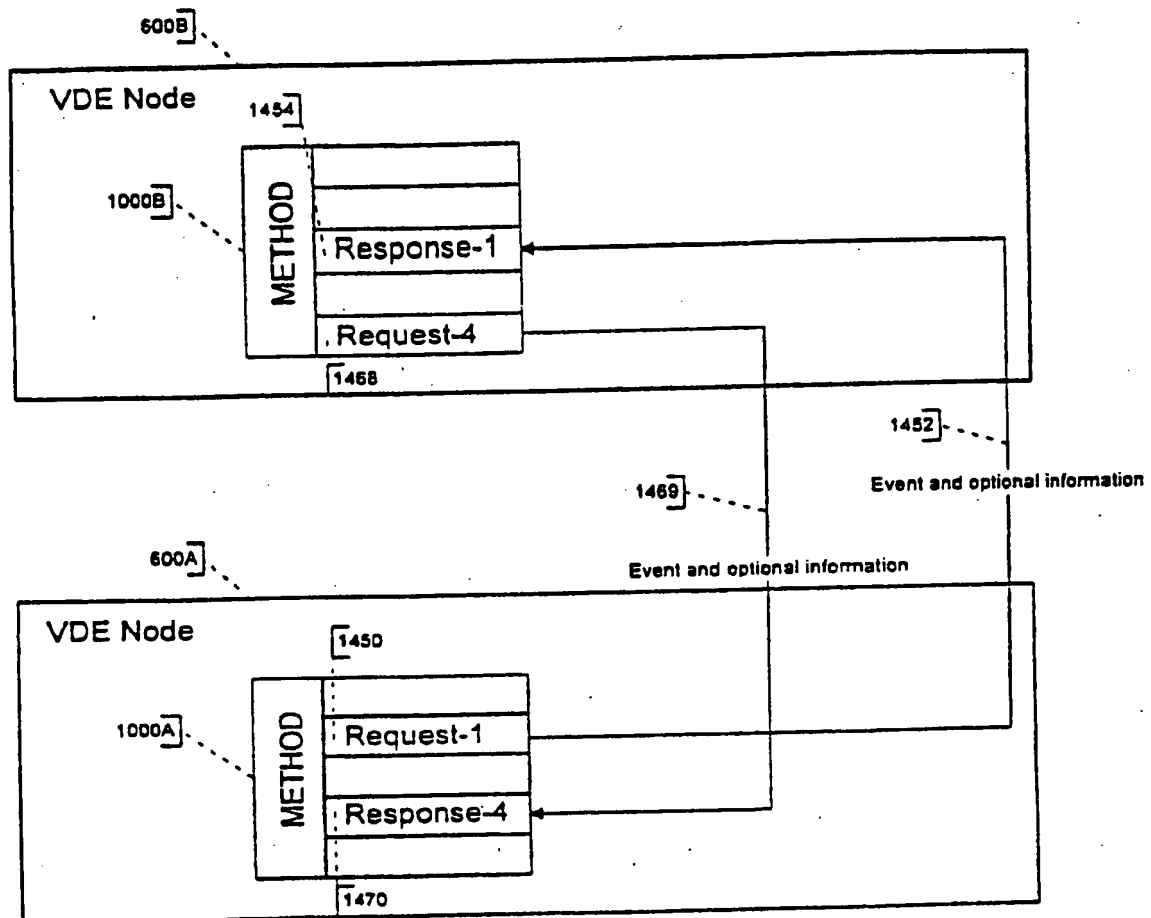 600B
VDE Node
1454
1000B
METHOD
Response-1
Request-4
1468
1452
Event and optional information
1469
600A
Event and optional information
VDE Node
1450
1000A
METHOD
Request-1
Response-4
1470